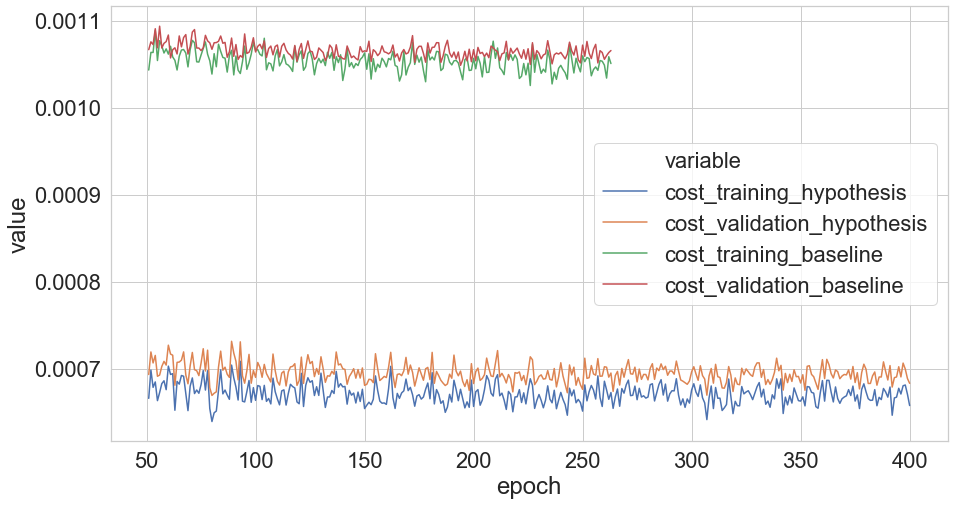 0.0011
0.0010
0.0009
0.0008
0.0007
value
50 100 150 200 250 300 350 400
epoch
variable
cost_training_hypothesis
cost_validation_hypothesis
cost_training_baseline
cost_validation_baseline